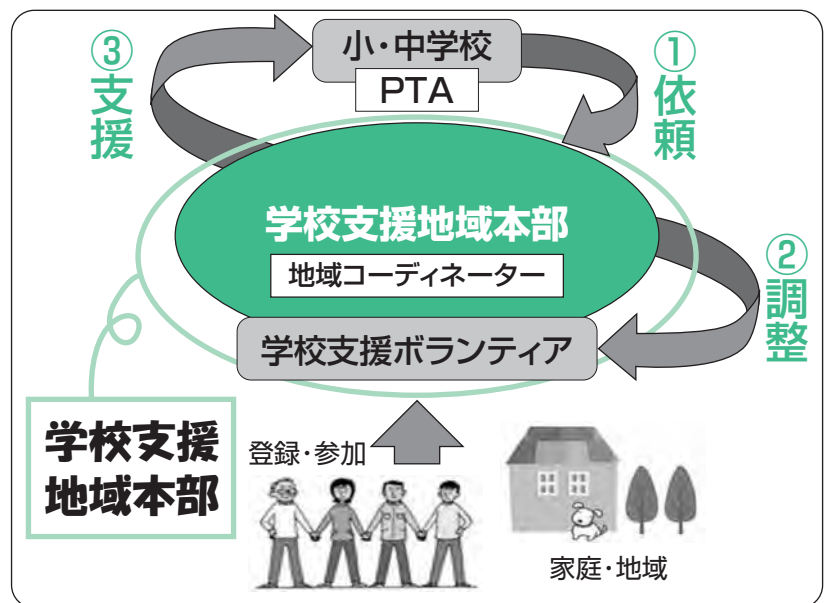 ③支援
小・中学校
PTA
①依頼
学校支援地域本部
地域コーディネーター
②調整
学校支援ボランティア
学校支援
地域本部
登録・参加
家庭・地域